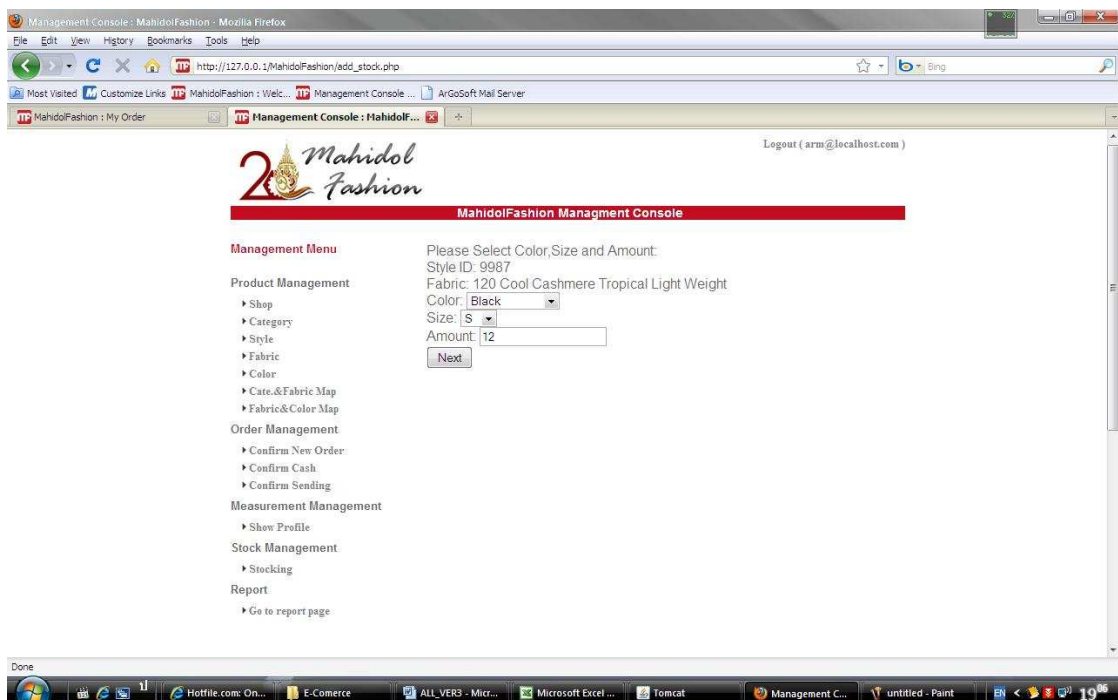 Management Console : MahidolFashion - Mozilla Firefox
File Edit View History Bookmarks Tools Help
http://127.0.0.1/MahidolFashion/add_stock.php
Bing
Most Visited Customize Links MahidolFashion : Welc... Management Console ... ArGoSoft Mail Server
MahidolFashion : My Order Management Console : MahidolF...
20 Mahidol Fashion
Logout ( arm@localhost.com )
MahidolFashion Managment Console
Management Menu
Product Management
Shop
Category
Style
Fabric
Color
Cate.&Fabric Map
Fabric&Color Map
Order Management
Confirm New Order
Confirm Cash
Confirm Sending
Measurement Management
Show Profile
Stock Management
Stocking
Report
Go to report page
Please Select Color,Size and Amount:
Style ID: 9987
Fabric: 120 Cool Cashmere Tropical Light Weight
Color: Black
Size: S
Amount: 12
Next
Done
Hotfile.com: On... E-Comerce ALL_VER3 - Micr... Microsoft Excel ... Tomcat Management C... untitled - Paint EN 19 06